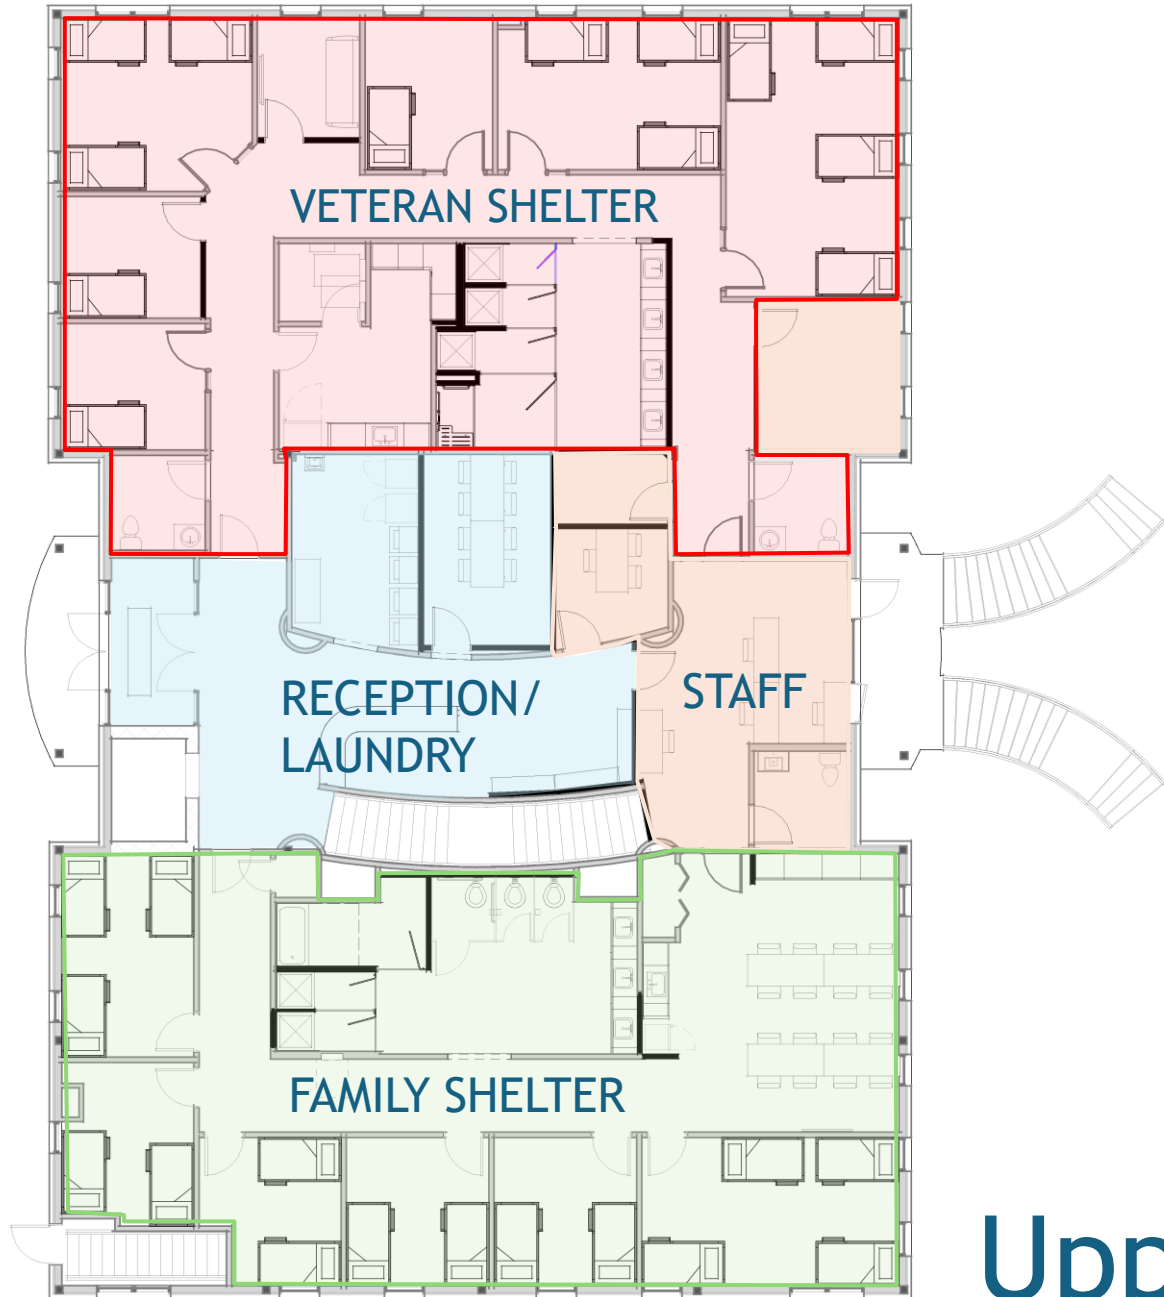 VETERAN SHELTER
RECEPTION/
LAUNDRY
STAFF
FAMILY SHELTER
Upp